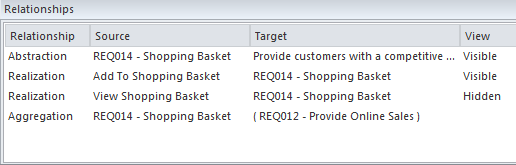 Relationships
Relationship Source Target View
Abstraction REQ014 - Shopping Basket Provide customers with a competitive ... Visible
Realization Add To Shopping Basket REQ014 - Shopping Basket Visible
Realization View Shopping Basket REQ014 - Shopping Basket Hidden
Aggregation REQ014 - Shopping Basket ( REQ012 - Provide Online Sales )